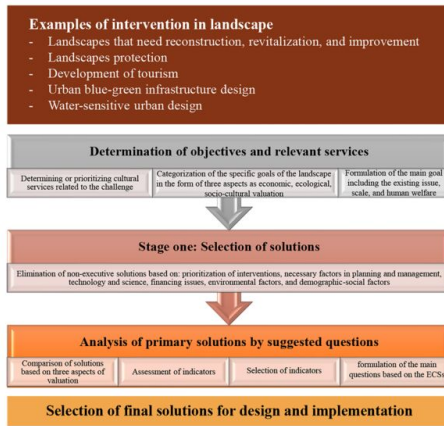 Examples of intervention in landscape
- Landscapes that need reconstruction, revitalization, and improvement
- Landscapes protection
- Development of tourism
- Urban blue-green infrastructure design
- Water-sensitive urban design
Determination of objectives and relevant services
Determining or prioritizing cultural
services related to the challenge
Categorization of the specific goals of the landscape
in the form of three aspects as economic, ecological,
socio-cultural valuation
Formulation of the main goal
including the existing issue,
scale, and human welfare
Stage one: Selection of solutions
Elimination of non-executive solutions based on: prioritization of interventions, necessary factors in planning and management,
technology and science, financing issues, environmental factors, and demographic-social factors
Analysis of primary solutions by suggested questions
Comparison of solutions
based on three aspects of
valuation
Assessment of indicators
Selection of indicators
formulation of the main
questions based on the ECSs
Selection of final solutions for design and implementation